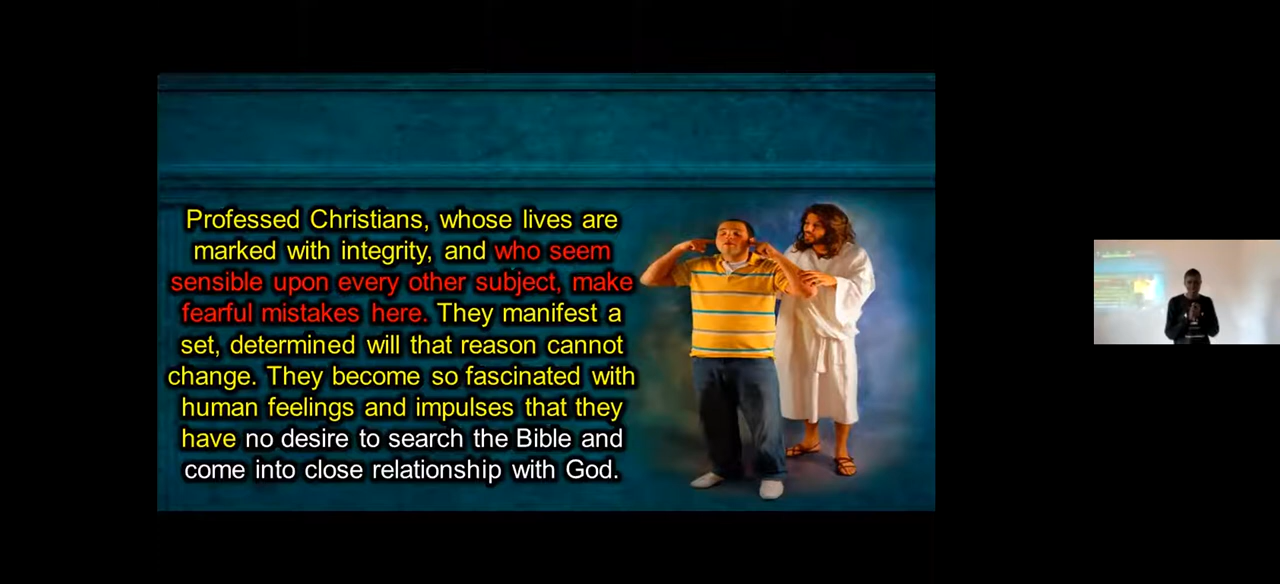 Professed Christians, whose lives are
marked with integrity, and who seem
sensible upon every other subject, make
fearful mistakes here. They manifest a
set, determined will that reason cannot
change. They become so fascinated with
human feelings and impulses that they
have no desire to search the Bible and
come into close relationship with God.